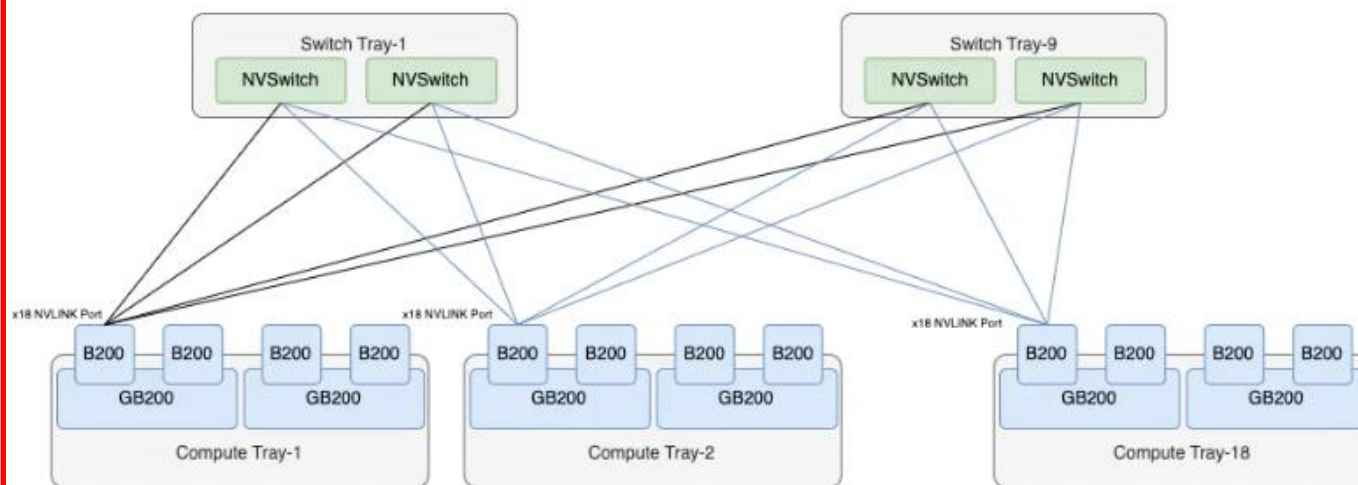 Switch Tray-1
NVSwitch NVSwitch
Switch Tray-9
NVSwitch NVSwitch
x18 NVLINK Port
B200 B200 B200 B200
GB200 GB200
Compute Tray-1
x18 NVLINK Port
B200 B200 B200 B200
GB200 GB200
Compute Tray-2
x18 NVLINK Port
B200 B200 B200 B200
GB200 GB200
Compute Tray-18